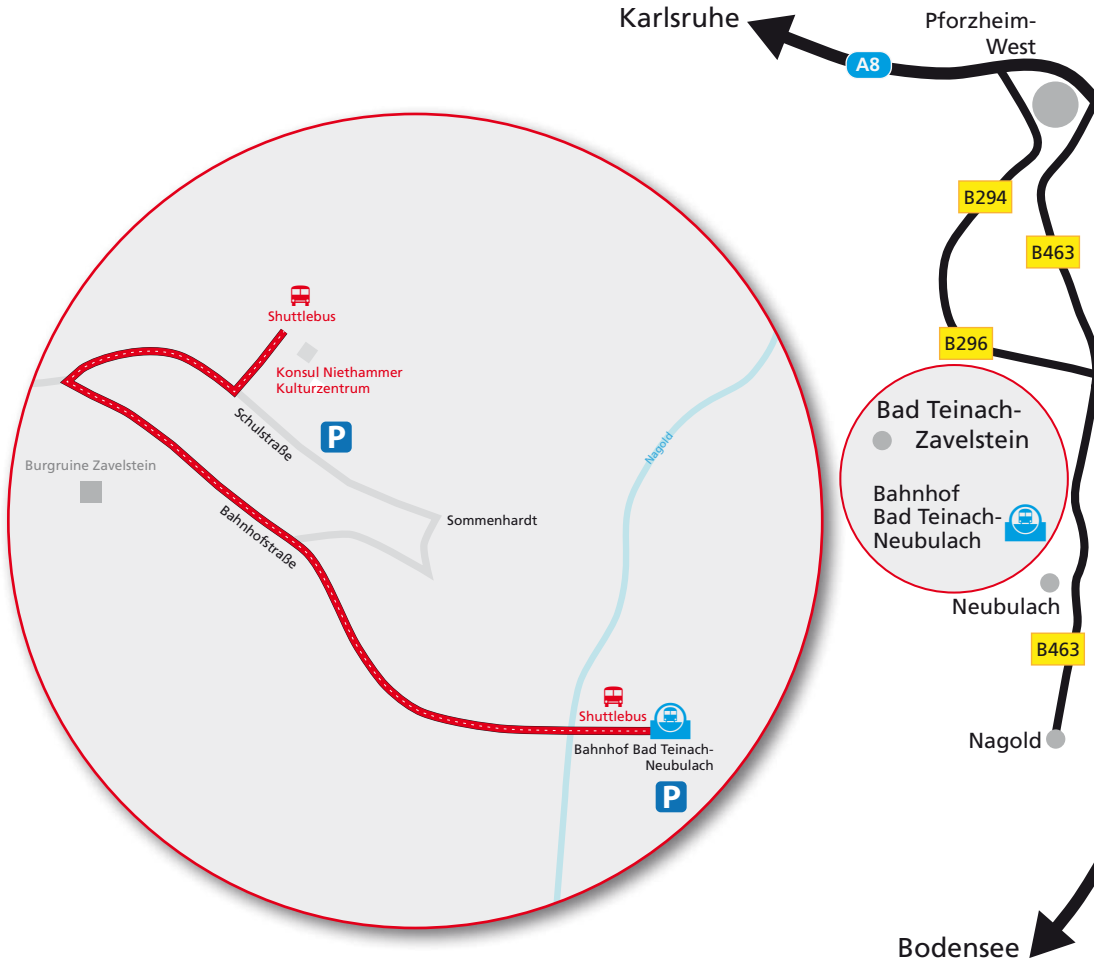 Karlsruhe
Pforzheim-
West
A8
B294
B463
B296
Bad Teinach-
Zavelstein
Bahnhof
Bad Teinach-
Neubulach
Neubulach
B463
Nagold
Bodensee
Shuttlebus
Konsul Niethammer
Kulturzentrum
Schulstraße
P
Nagold
Burgruine Zavelstein
Sommenhardt
Bahnhofstraße
Shuttlebus
Bahnhof Bad Teinach-
Neubulach
P